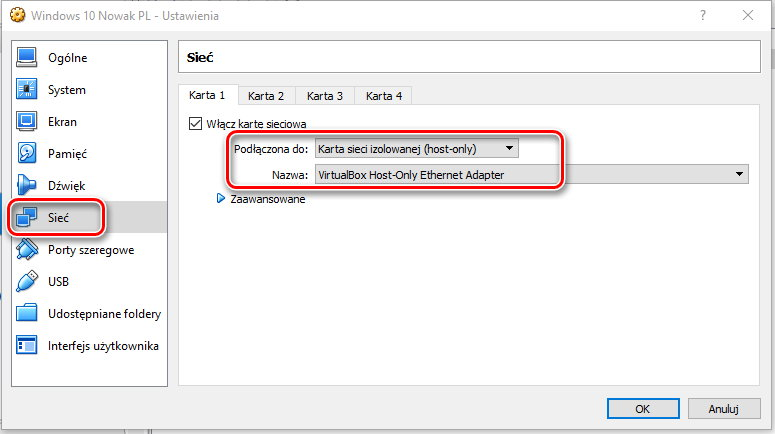 Windows 10 Nowak PL - Ustawienia
?
Ogólne
System
Ekran
Pamięć
Dźwięk
Sieć
Porty szeregowe
USB
Udostępniane foldery
Interfejs użytkownika
Sieć
Karta 1 Karta 2 Karta 3 Karta 4
Włącz kartę sieciową
Podłączona do: Karta sieci izolowanej (host-only)
Nazwa: VirtualBox Host-Only Ethernet Adapter
Zaawansowane
OK Anuluj